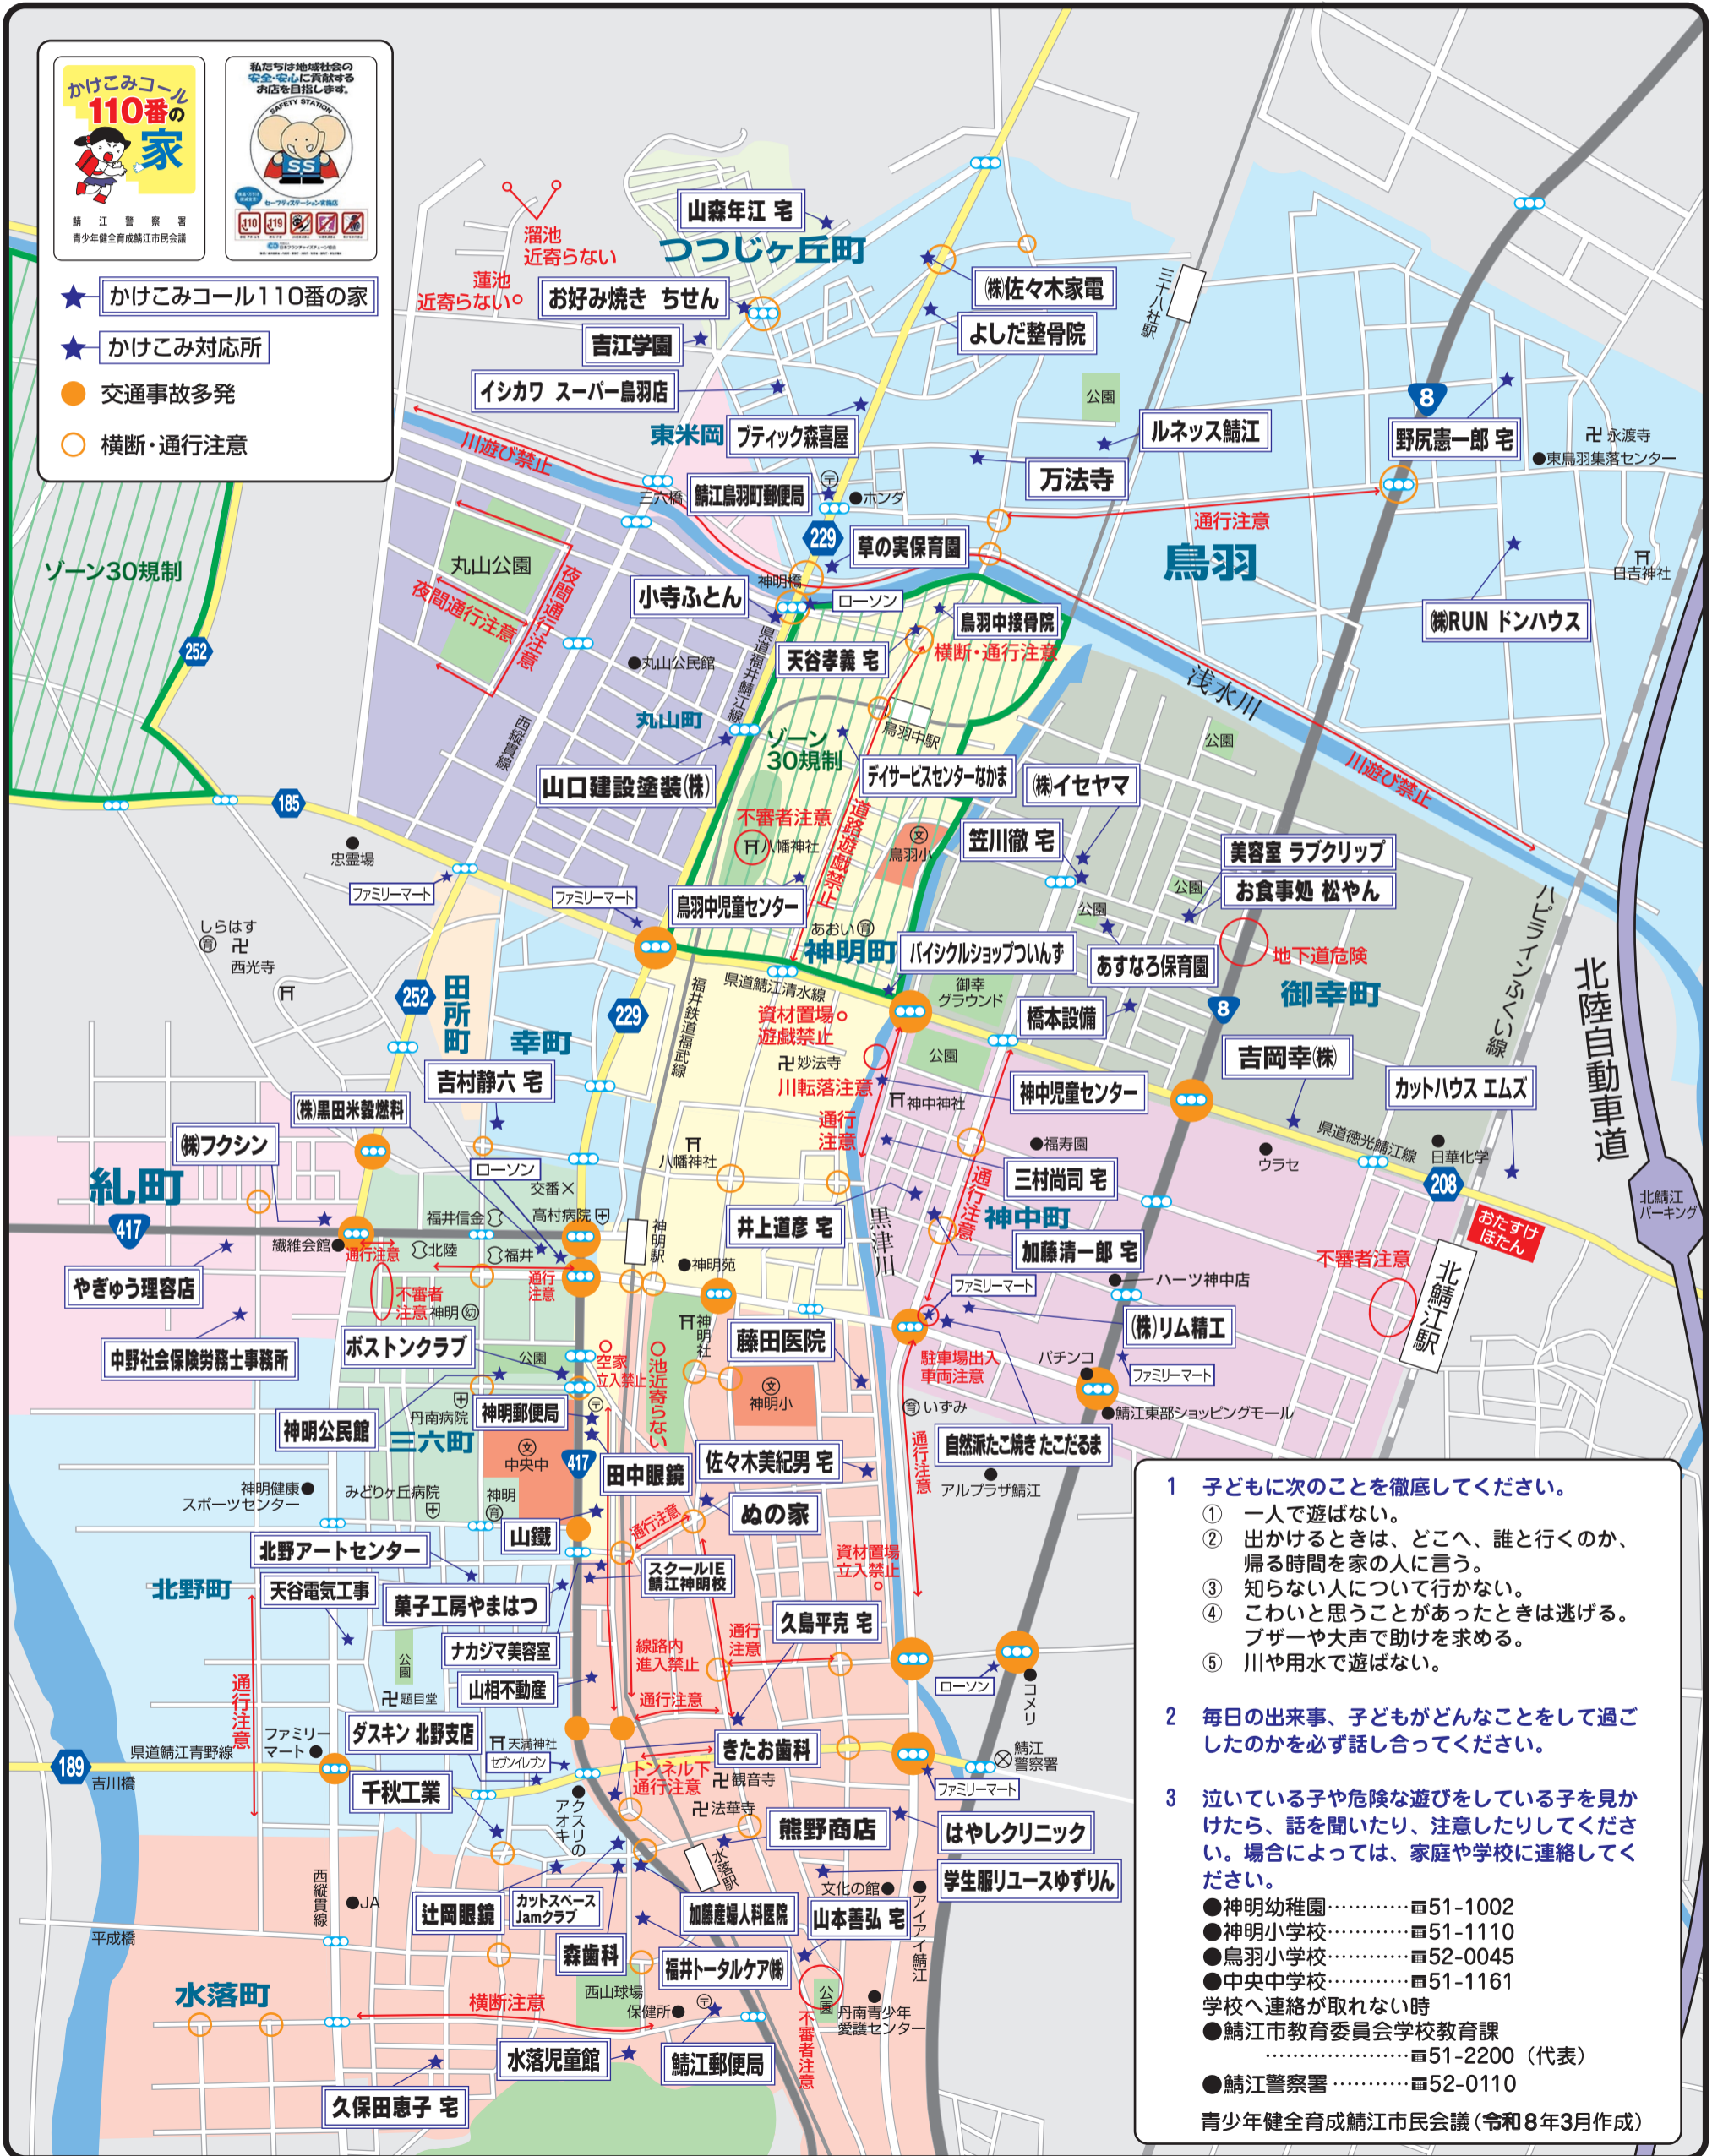 かけこみコール
110番の
家
鯖江警察署
青少年健全育成鯖江市民会議
私たちは地域社会の
安全・安心に貢献する
お店を目指します。
SAFETY STATION
SS
セーフティステーション実施店
110
119
かけこみコール110番の家
かけこみ対応所
交通事故多発
横断・通行注意
溜池
近寄らない
蓮池
近寄らない
山森年江 宅
つつじヶ丘町
お好み焼き ちせん
吉江学園
イシカワ スーパー鳥羽店
㈱佐々木家電
よしだ整骨院
三十八社駅
公園
8
東米岡
ブティック森喜屋
ルネッス鯖江
野尻憲一郎 宅
永渡寺
東鳥羽集落センター
川遊び禁止
三六橋
鯖江鳥羽町郵便局
ホンダ
万法寺
通行注意
ゾーン30規制
丸山公園
229
草の実保育園
鳥羽
日吉神社
夜間通行注意
夜間通行注意
神明橋
小寺ふとん
ローソン
鳥羽中接骨院
㈱RUN ドンハウス
252
丸山公民館
県道福井鯖江線
天谷孝義 宅
横断・通行注意
浅水川
丸山町
西縦貫線
鳥羽中駅
ゾーン
30規制
公園
川遊び禁止
山口建設塗装(株)
デイサービスセンターなかま
(株)イセヤマ
185
不審者注意
八幡神社
道路遊戯禁止
文
鳥羽小
笠川徹 宅
美容室 ラブクリップ
お食事処 松やん
公園
公園
忠霊場
ファミリーマート
ファミリーマート
鳥羽中児童センター
ハピラインふくい線
しらはす
育
西光寺
あおい育
神明町
バイシクルショップついんず
あすなろ保育園
地下道危険
北陸自動車道
252
田所町
229
福井鉄道福武線
県道鯖江清水線
御幸
グラウンド
橋本設備
8
御幸町
資材置場
遊戯禁止
幸町
妙法寺
公園
吉岡幸(株)
吉村静六 宅
川転落注意
神中児童センター
カットハウス エムズ
(株)黒田米穀燃料
神中神社
通行
注意
㈱フクシン
八幡神社
福寿園
県道徳光鯖江線
日華化学
ウラセ
糺町
ローソン
交番
三村尚司 宅
208
417
福井信金
高村病院
神明駅
井上道彦 宅
黒津川
通行注意
神中町
北鯖江
パーキング
おたすけ
ぼたん
繊維会館
通行注意
北陸
福井
神明苑
加藤清一郎 宅
不審者注意
やぎゅう理容店
不審者
注意
神明幼
通行
注意
ファミリーマート
ハーツ神中店
北鯖江駅
中野社会保険労務士事務所
ボストンクラブ
公園
神明社
藤田医院
(株)リム精工
空家
立入禁止
池近寄らない
駐車場出入
車両注意
パチンコ
ファミリーマート
丹南病院
神明郵便局
文
神明小
育いずみ
鯖江東部ショッピングモール
神明公民館
三六町
文
中央中
417
田中眼鏡
佐々木美紀男 宅
自然派たこ焼き たこだるま
通行注意
アルプラザ鯖江
神明健康
スポーツセンター
みどりヶ丘病院
神明
育
ぬの家
山鐵
通行注意
北野アートセンター
スクールIE
鯖江神明校
資材置場
立入禁止
北野町
天谷電気工事
菓子工房やまはつ
久島平克 宅
ナカジマ美容室
線路内
進入禁止
通行
注意
公園
通行注意
山相不動産
ローソン
コメリ
題目堂
通行注意
ファミリー
マート
ダスキン 北野支店
天満神社
セブンイレブン
きたお歯科
鯖江
警察署
189
県道鯖江青野線
吉川橋
トンネル下
通行注意
観音寺
ファミリーマート
千秋工業
クスリの
アオキ
法華寺
熊野商店
はやしクリニック
水落駅
学生服リユースゆずりん
西縦貫線
JA
文化の館
辻岡眼鏡
カットスペース
Jamクラブ
加藤産婦人科医院
山本善弘 宅
アイアイ鯖江
平成橋
森歯科
福井トータルケア㈱
水落町
西山球場
横断注意
保健所
公園
丹南青少年
愛護センター
不審者注意
水落児童館
鯖江郵便局
久保田恵子 宅
1 子どもに次のことを徹底してください。
① 一人で遊ばない。
② 出かけるときは、どこへ、誰と行くのか、
帰る時間を家の人に言う。
③ 知らない人について行かない。
④ こわいと思うことがあったときは逃げる。
ブザーや大声で助けを求める。
⑤ 川や用水で遊ばない。
2 毎日の出来事、子どもがどんなことをして過ご
したのかを必ず話し合ってください。
3 泣いている子や危険な遊びをしている子を見か
けたら、話を聞いたり、注意したりしてくださ
い。場合によっては、家庭や学校に連絡してく
ださい。
●神明幼稚園…………☎51-1002
●神明小学校…………☎51-1110
●鳥羽小学校…………☎52-0045
●中央中学校…………☎51-1161
学校へ連絡が取れない時
●鯖江市教育委員会学校教育課
…………………☎51-2200(代表)
●鯖江警察署…………☎52-0110
青少年健全育成鯖江市民会議(令和8年3月作成)